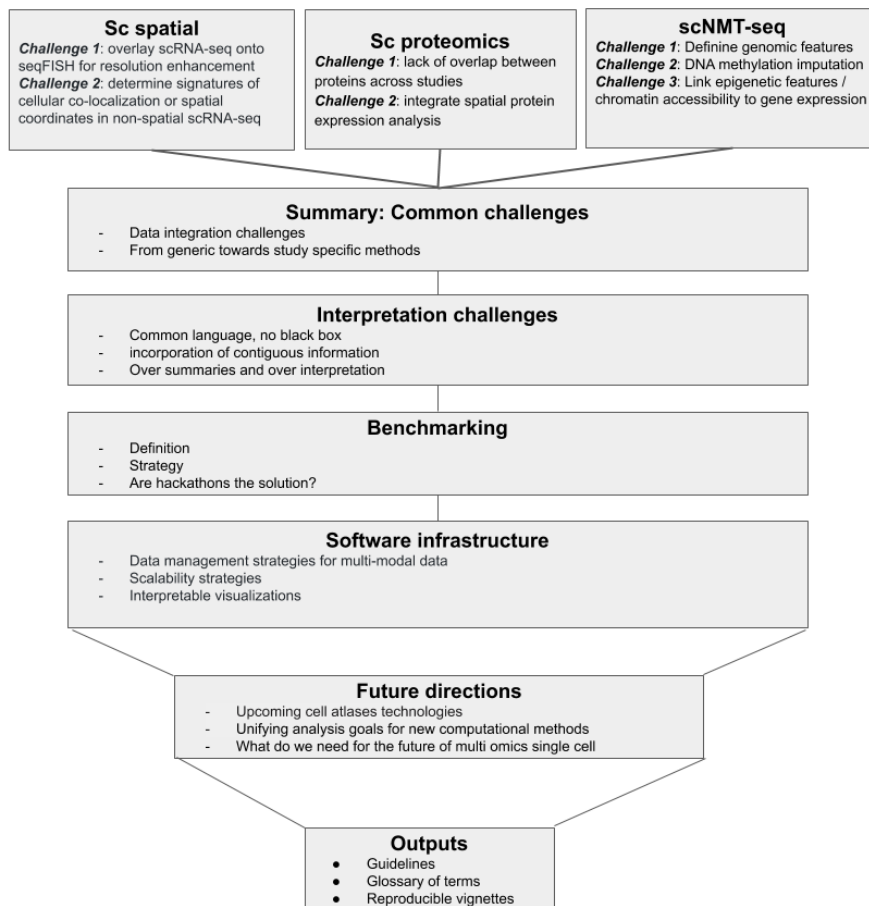 Sc spatial
Challenge 1: overlay scRNA-seq onto
seqFISH for resolution enhancement
Challenge 2: determine signatures of
cellular co-localization or spatial
coordinates in non-spatial scRNA-seq
Sc proteomics
Challenge 1: lack of overlap between
proteins across studies
Challenge 2: integrate spatial protein
expression analysis
scNMT-seq
Challenge 1: Definine genomic features
Challenge 2: DNA methylation imputation
Challenge 3: Link epigenetic features /
chromatin accessibility to gene expression
Summary: Common challenges
- Data integration challenges
- From generic towards study specific methods
Interpretation challenges
- Common language, no black box
- incorporation of contiguous information
- Over summaries and over interpretation
Benchmarking
- Definition
- Strategy
- Are hackathons the solution?
Software infrastructure
- Data management strategies for multi-modal data
- Scalability strategies
- Interpretable visualizations
Future directions
- Upcoming cell atlases technologies
- Unifying analysis goals for new computational methods
- What do we need for the future of multi omics single cell
Outputs
● Guidelines
● Glossary of terms
● Reproducible vignettes